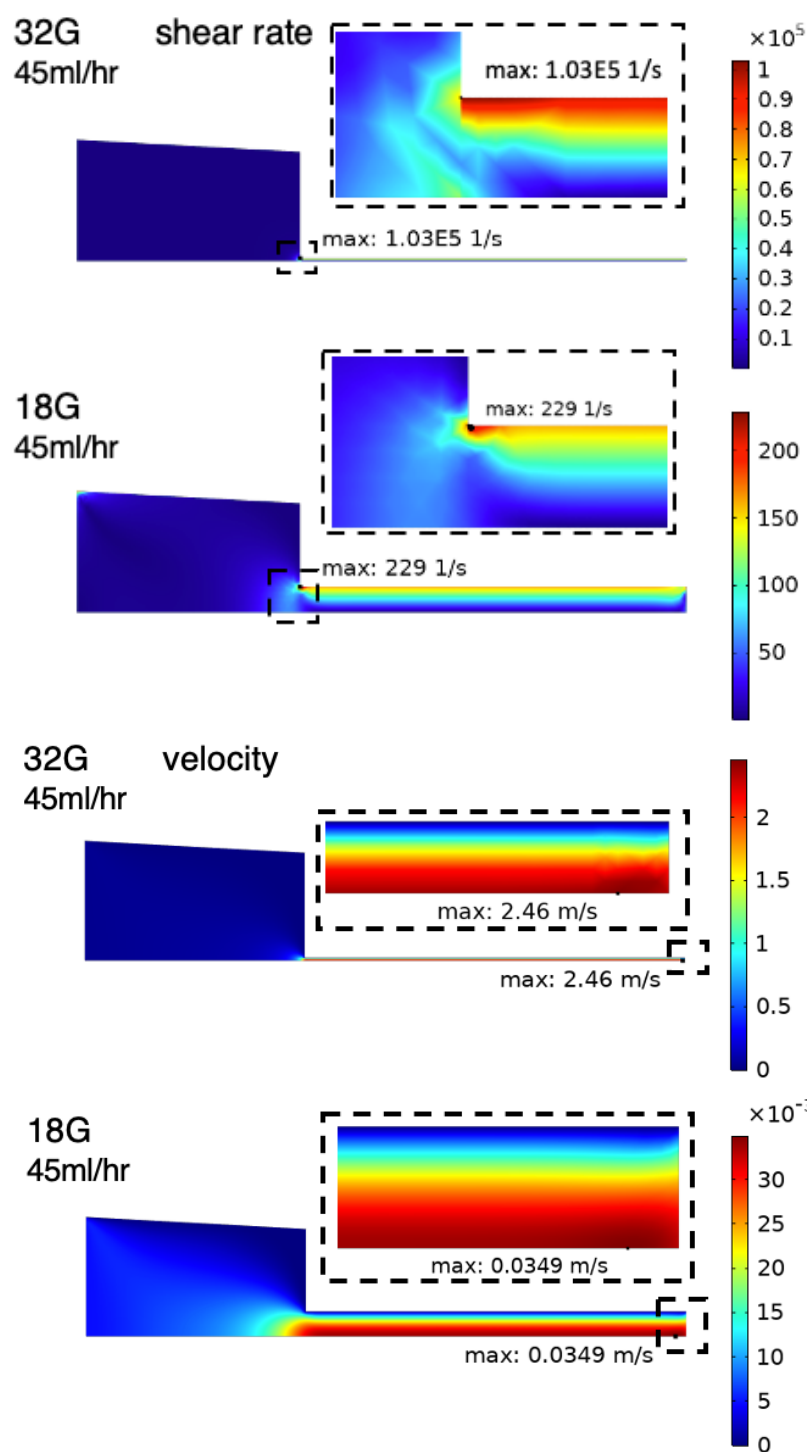 32G shear rate
45ml/hr
max: 1.03E5 1/s
max: 1.03E5 1/s
×10⁵
1
0.9
0.8
0.7
0.6
0.5
0.4
0.3
0.2
0.1
18G
45ml/hr
max: 229 1/s
max: 229 1/s
200
150
100
50
32G velocity
45ml/hr
max: 2.46 m/s
max: 2.46 m/s
2
1.5
1
0.5
0
18G
45ml/hr
max: 0.0349 m/s
max: 0.0349 m/s
×10⁻³
30
25
20
15
10
5
0